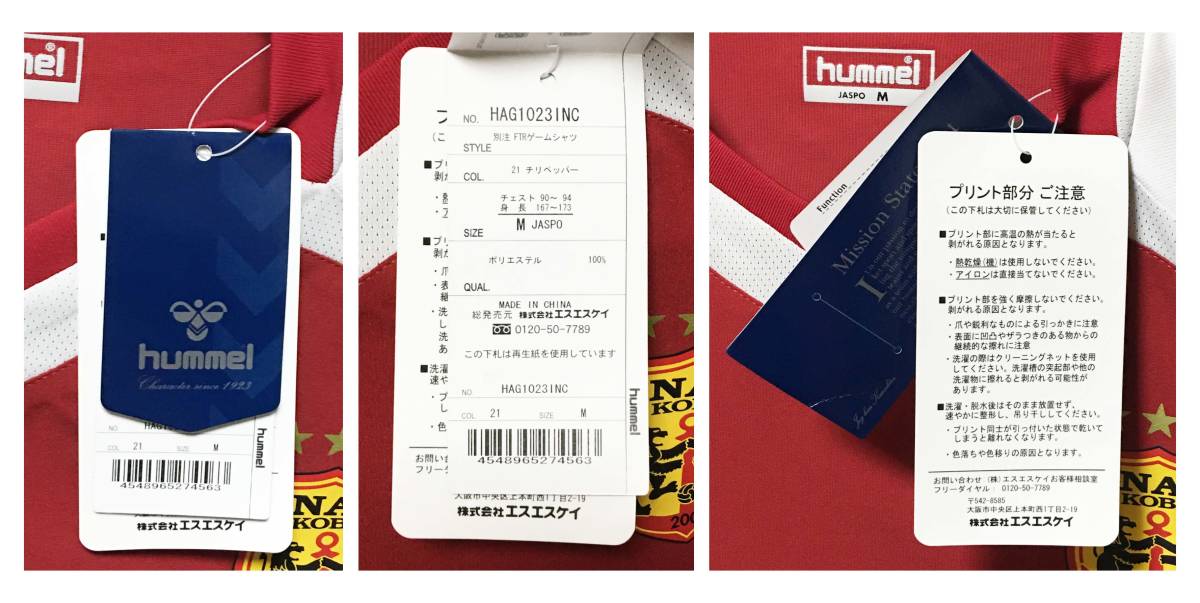 hummel
Character since 1923
NO
COL 21 SIZE M
4548965274563
hummel
株式会社エスエスケイ
NA
KOB
NO. HAG1023INC
別注 FTRゲームシャツ
STYLE
COL. 21 チリペッパー
チェスト 90～ 94
身 長 167～173
SIZE M JASPO
ポリエステル 100%
QUAL.
MADE IN CHINA
総発売元 株式会社エスエスケイ
0120-50-7789
この下札は再生紙を使用しています
NO HAG1023INC
COL 21 SIZE M
4548965274563
hummel
お問い
フリーダ
大阪市中央区上本町西1丁目2-19
株式会社エスエスケイ
NA
KOB
200
hummel®
JASPO M
Function
Mission State
プリント部分 ご注意
(この下札は大切に保管してください)
■プリント部に高温の熱が当たると
剥がれる原因となります。
・熱乾燥(機)は使用しないでください。
・アイロンは直接当てないでください。
■プリント部を強く摩擦しないでください。
剥がれる原因となります。
・爪や鋭利なものによる引っかきに注意
・表面に凹凸やザラつきのある物からの
継続的な擦れに注意
・洗濯の際はクリーニングネットを使用
してください。洗濯槽の突起部や他の
洗濯物に擦れると剥がれる可能性が
あります。
■洗濯・脱水後はそのまま放置せず、
速やかに整形し、吊り干ししてください。
・プリント同士が引っ付いた状態で乾いて
しまうと離れなくなります。
・色落ちや色移りの原因となります。
お問い合わせ (株)エスエスケイお客様相談室
フリーダイヤル： 0120-50-7789
〒542-8585
大阪市中央区上本町西1丁目2-19
株式会社エスエスケイ
NA
KOB